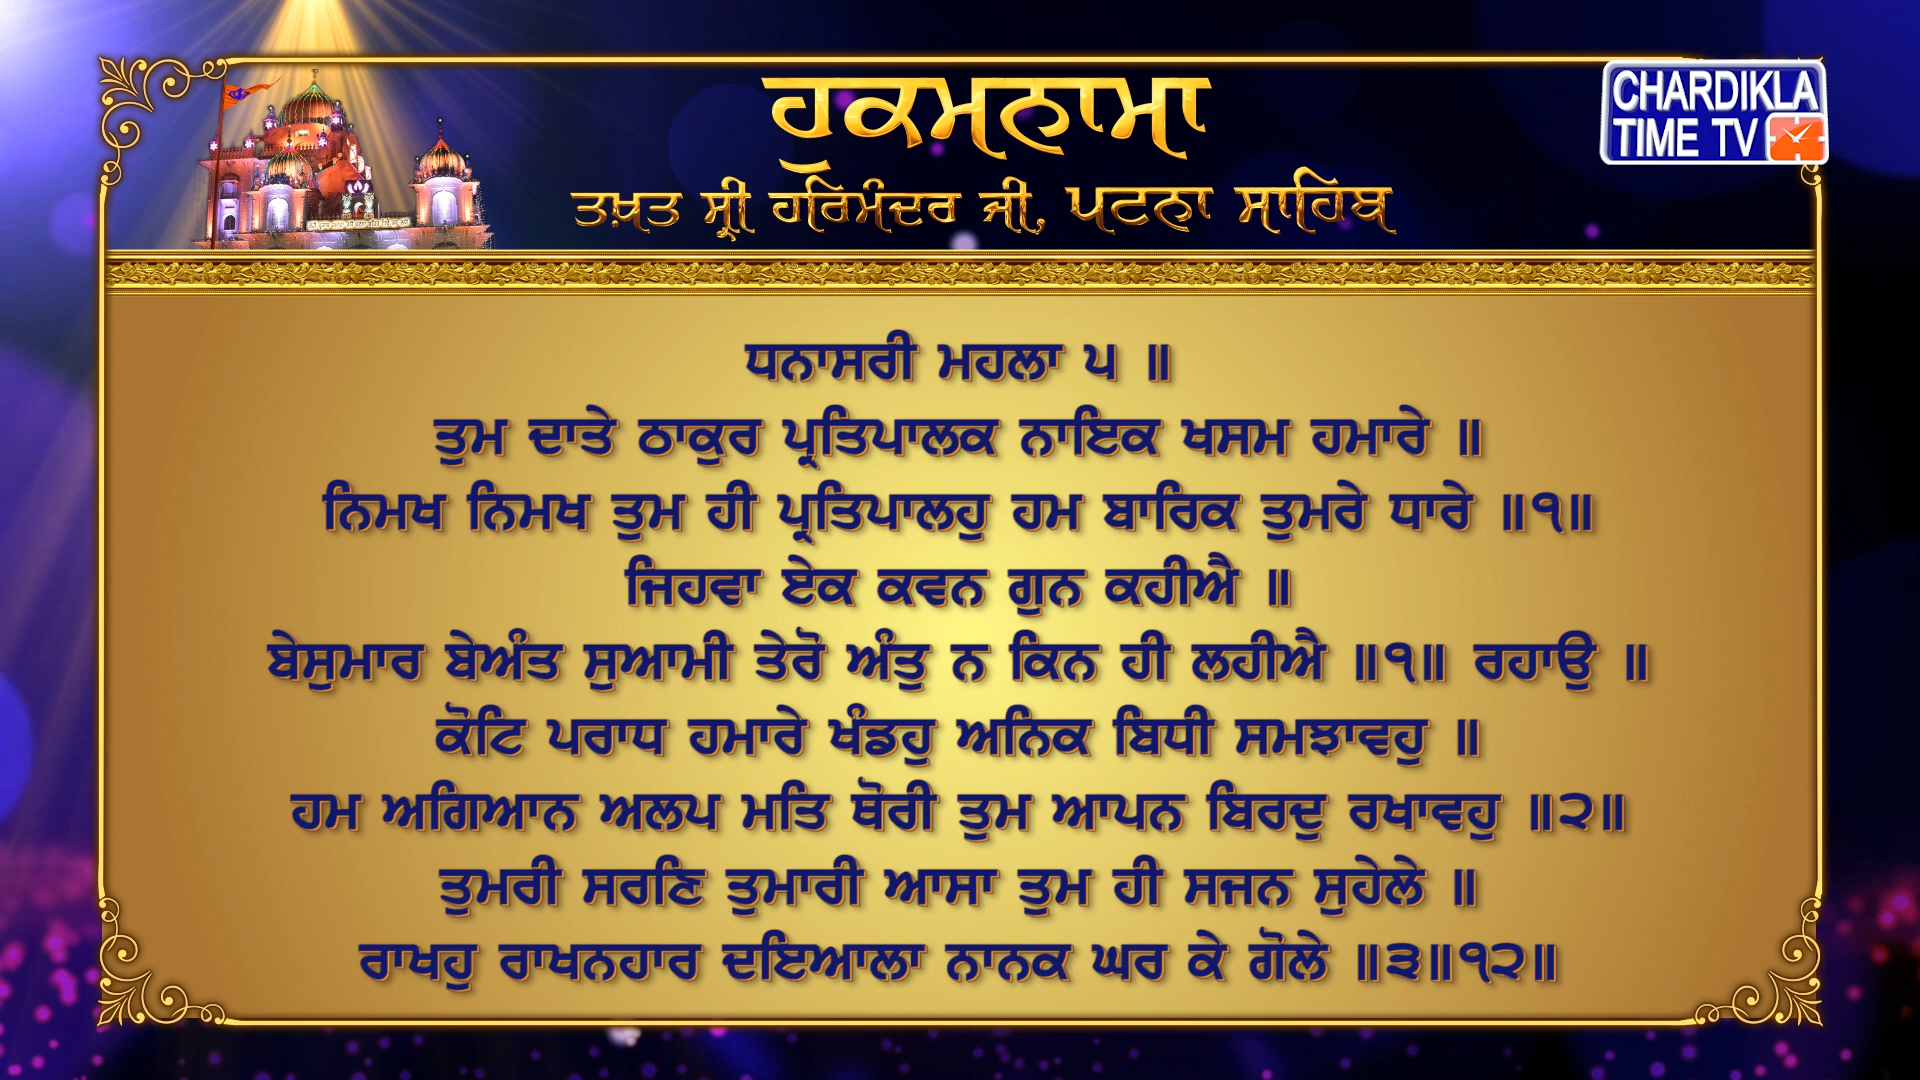 ਹੁਕਮਨਾਮਾ
ਤਖ਼ਤ ਸ੍ਰੀ ਹਰਿਮੰਦਰ ਜੀ, ਪਟਨਾ ਸਾਹਿਬ
CHARDIKLA
TIME TV
ਧਨਾਸਰੀ ਮਹਲਾ ੫ ॥
ਤੁਮ ਦਾਤੇ ਠਾਕੁਰ ਪ੍ਰਤਿਪਾਲਕ ਨਾਇਕ ਖਸਮ ਹਮਾਰੇ ॥
ਨਿਮਖ ਨਿਮਖ ਤੁਮ ਹੀ ਪ੍ਰਤਿਪਾਲਹੁ ਹਮ ਬਾਰਿਕ ਤੁਮਰੇ ਧਾਰੇ ॥੧॥
ਜਿਹਵਾ ਏਕ ਕਵਨ ਗੁਨ ਕਹੀਐ ॥
ਬੇਸੁਮਾਰ ਬੇਅੰਤ ਸੁਆਮੀ ਤੇਰੋ ਅੰਤੁ ਨ ਕਿਨ ਹੀ ਲਹੀਐ ॥੧॥ ਰਹਾਉ ॥
ਕੋਟਿ ਪਰਾਧ ਹਮਾਰੇ ਖੰਡਹੁ ਅਨਿਕ ਬਿਧੀ ਸਮਝਾਵਹੁ ॥
ਹਮ ਅਗਿਆਨ ਅਲਪ ਮਤਿ ਥੋਰੀ ਤੁਮ ਆਪਨ ਬਿਰਦੁ ਰਖਾਵਹੁ ॥੨॥
ਤੁਮਰੀ ਸਰਣਿ ਤੁਮਾਰੀ ਆਸਾ ਤੁਮ ਹੀ ਸਜਨ ਸੁਹੇਲੇ ॥
ਰਾਖਹੁ ਰਾਖਨਹਾਰ ਦਇਆਲਾ ਨਾਨਕ ਘਰ ਕੇ ਗੋਲੇ ॥੩॥੧੨॥